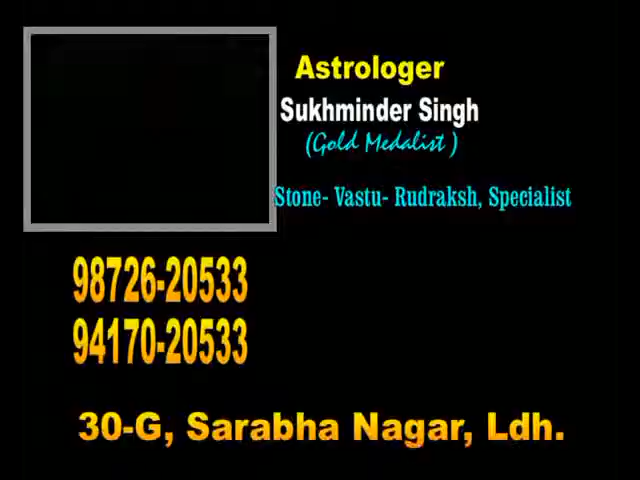 Astrologer
Sukhminder Singh
(Gold Medalist )
Stone- Vastu- Rudraksh, Specialist
98726-20533
94170-20533
30-G, Sarabha Nagar, Ldh.